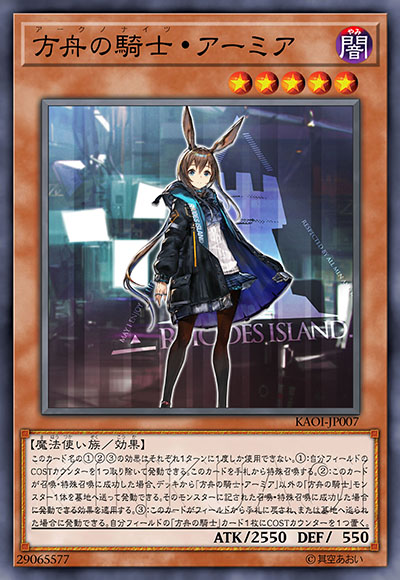 アークノナイツ
方舟の騎士・アーミア
やみ
闇
RHODES ISLAND
KAOI-JP007
【魔法使い族／効果】
このカード名の①②③の効果はそれぞれ１ターンに１度しか使用できない。①:自分フィールドの
COSTカウンターを１つ取り除いて発動できる。このカードを手札から特殊召喚する。②:このカード
が召喚・特殊召喚に成功した場合、デッキから「方舟の騎士・アーミア」以外の「方舟の騎士」モ
スター１体を墓地へ送って発動できる。そのモンスターに記された召喚・特殊召喚に成功した場合
に発動できる効果を適用する。③:このカードがフィールドから手札に戻され、または墓地へ送ら
れた場合に発動できる。自分フィールドの「方舟の騎士」カード１枚にCOSTカウンターを１つ置く。
ATK/2550 DEF/ 550
29065577
©其空あおい